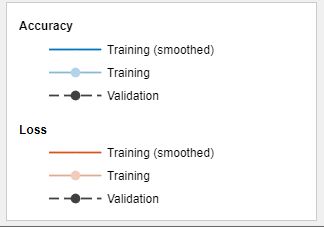 Accuracy
Training (smoothed)
Training
Validation
Loss
Training (smoothed)
Training
Validation